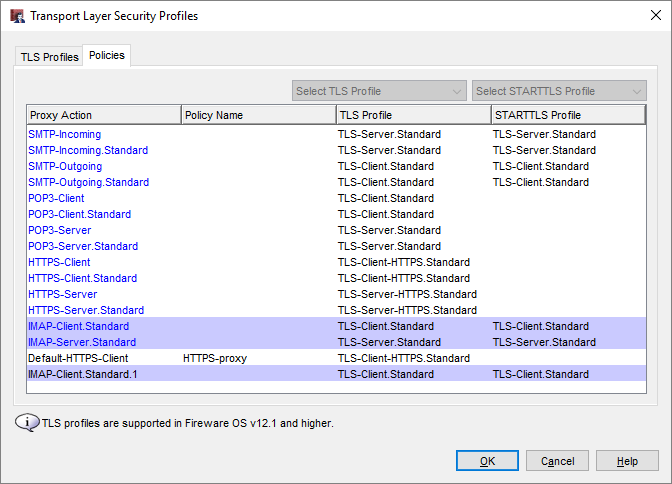 Transport Layer Security Profiles
TLS Profiles Policies
Select TLS Profile Select STARTTLS Profile
Proxy Action Policy Name TLS Profile STARTTLS Profile
SMTP-Incoming TLS-Server.Standard TLS-Server.Standard
SMTP-Incoming.Standard TLS-Server.Standard TLS-Server.Standard
SMTP-Outgoing TLS-Client.Standard TLS-Client.Standard
SMTP-Outgoing.Standard TLS-Client.Standard TLS-Client.Standard
POP3-Client TLS-Client.Standard
POP3-Client.Standard TLS-Client.Standard
POP3-Server TLS-Server.Standard
POP3-Server.Standard TLS-Server.Standard
HTTPS-Client TLS-Client-HTTPS.Standard
HTTPS-Client.Standard TLS-Client-HTTPS.Standard
HTTPS-Server TLS-Server-HTTPS.Standard
HTTPS-Server.Standard TLS-Server-HTTPS.Standard
IMAP-Client.Standard TLS-Client.Standard TLS-Client.Standard
IMAP-Server.Standard TLS-Server.Standard TLS-Server.Standard
Default-HTTPS-Client HTTPS-proxy TLS-Client-HTTPS.Standard
IMAP-Client.Standard.1 TLS-Client.Standard TLS-Client.Standard
TLS profiles are supported in Fireware OS v12.1 and higher.
OK Cancel Help